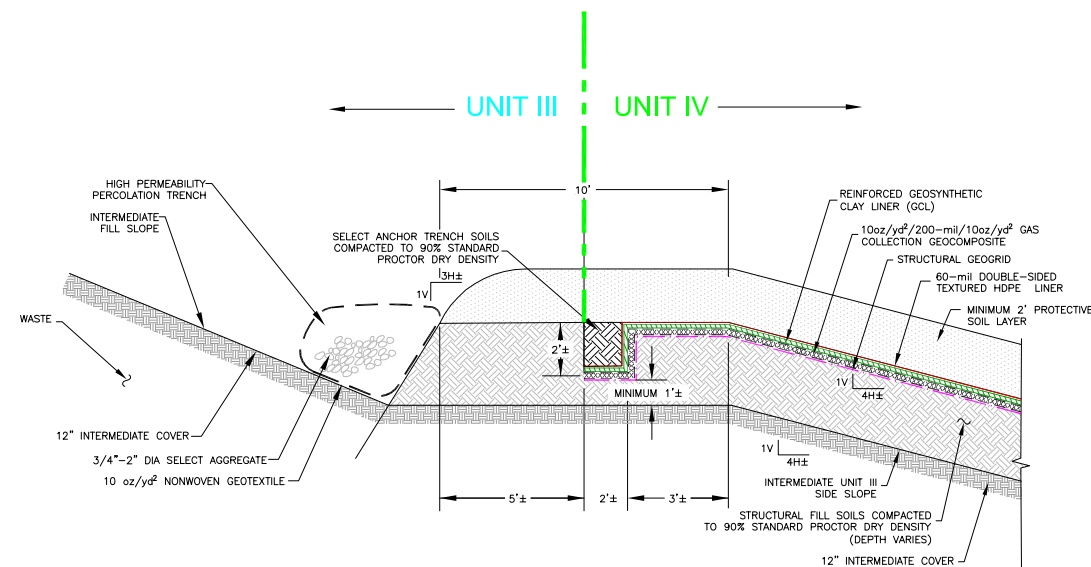 UNIT III
UNIT IV
10'
HIGH PERMEABILITY
PERCOLATION TRENCH
INTERMEDIATE
FILL SLOPE
SELECT ANCHOR TRENCH SOILS
COMPACTED TO 90% STANDARD
PROCTOR DRY DENSITY
3H±
1V
WASTE
REINFORCED GEOSYNTHETIC
CLAY LINER (GCL)
10oz/yd²/200-mil/10oz/yd² GAS
COLLECTION GEOCOMPOSITE
STRUCTURAL GEOGRID
60-mil DOUBLE-SIDED
TEXTURED HDPE LINER
MINIMUM 2' PROTECTIVE
SOIL LAYER
2'±
MINIMUM 1'±
1V
4H±
12" INTERMEDIATE COVER
3/4"-2" DIA SELECT AGGREGATE
10 oz/yd² NONWOVEN GEOTEXTILE
1V
4H±
5'±
2'±
3'±
INTERMEDIATE UNIT III
SIDE SLOPE
STRUCTURAL FILL SOILS COMPACTED
TO 90% STANDARD PROCTOR DRY DENSITY
(DEPTH VARIES)
12" INTERMEDIATE COVER